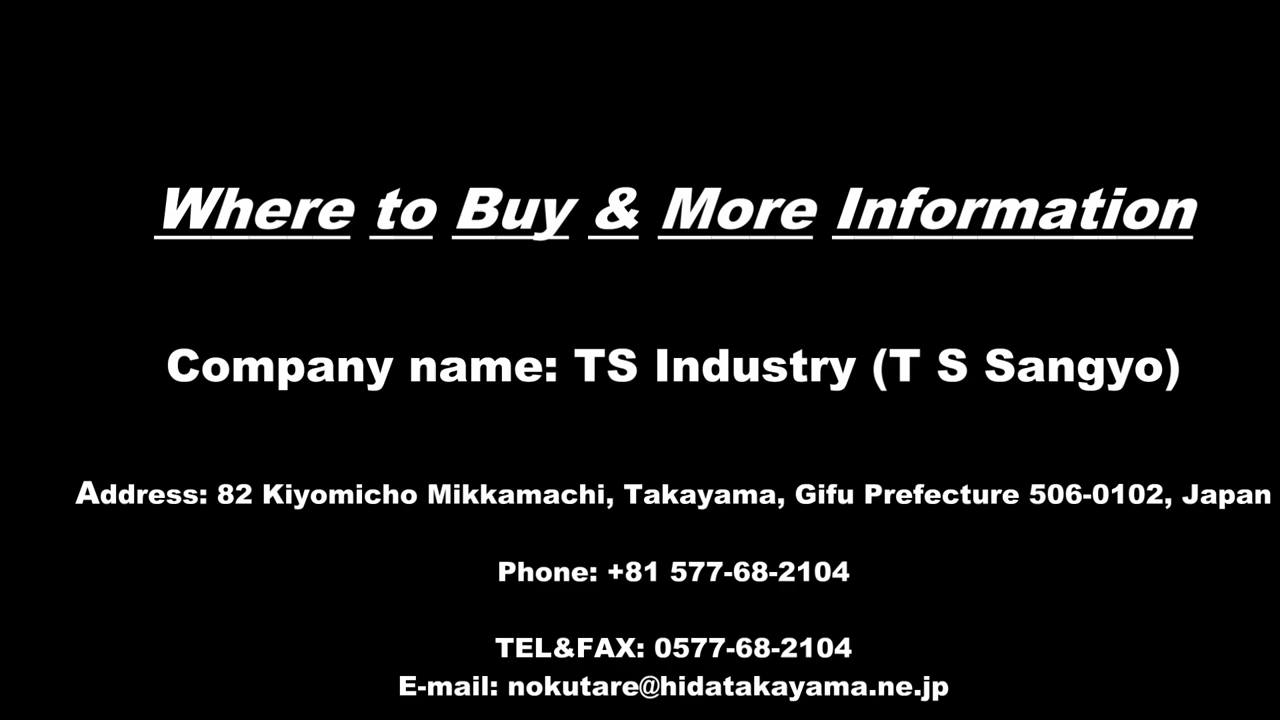 Where to Buy & More Information
Company name: TS Industry (T S Sangyo)
Address: 82 Kiyomicho Mikkamachi, Takayama, Gifu Prefecture 506-0102, Japan
Phone: +81 577-68-2104
TEL&FAX: 0577-68-2104
E-mail: nokutare@hidatakayama.ne.jp